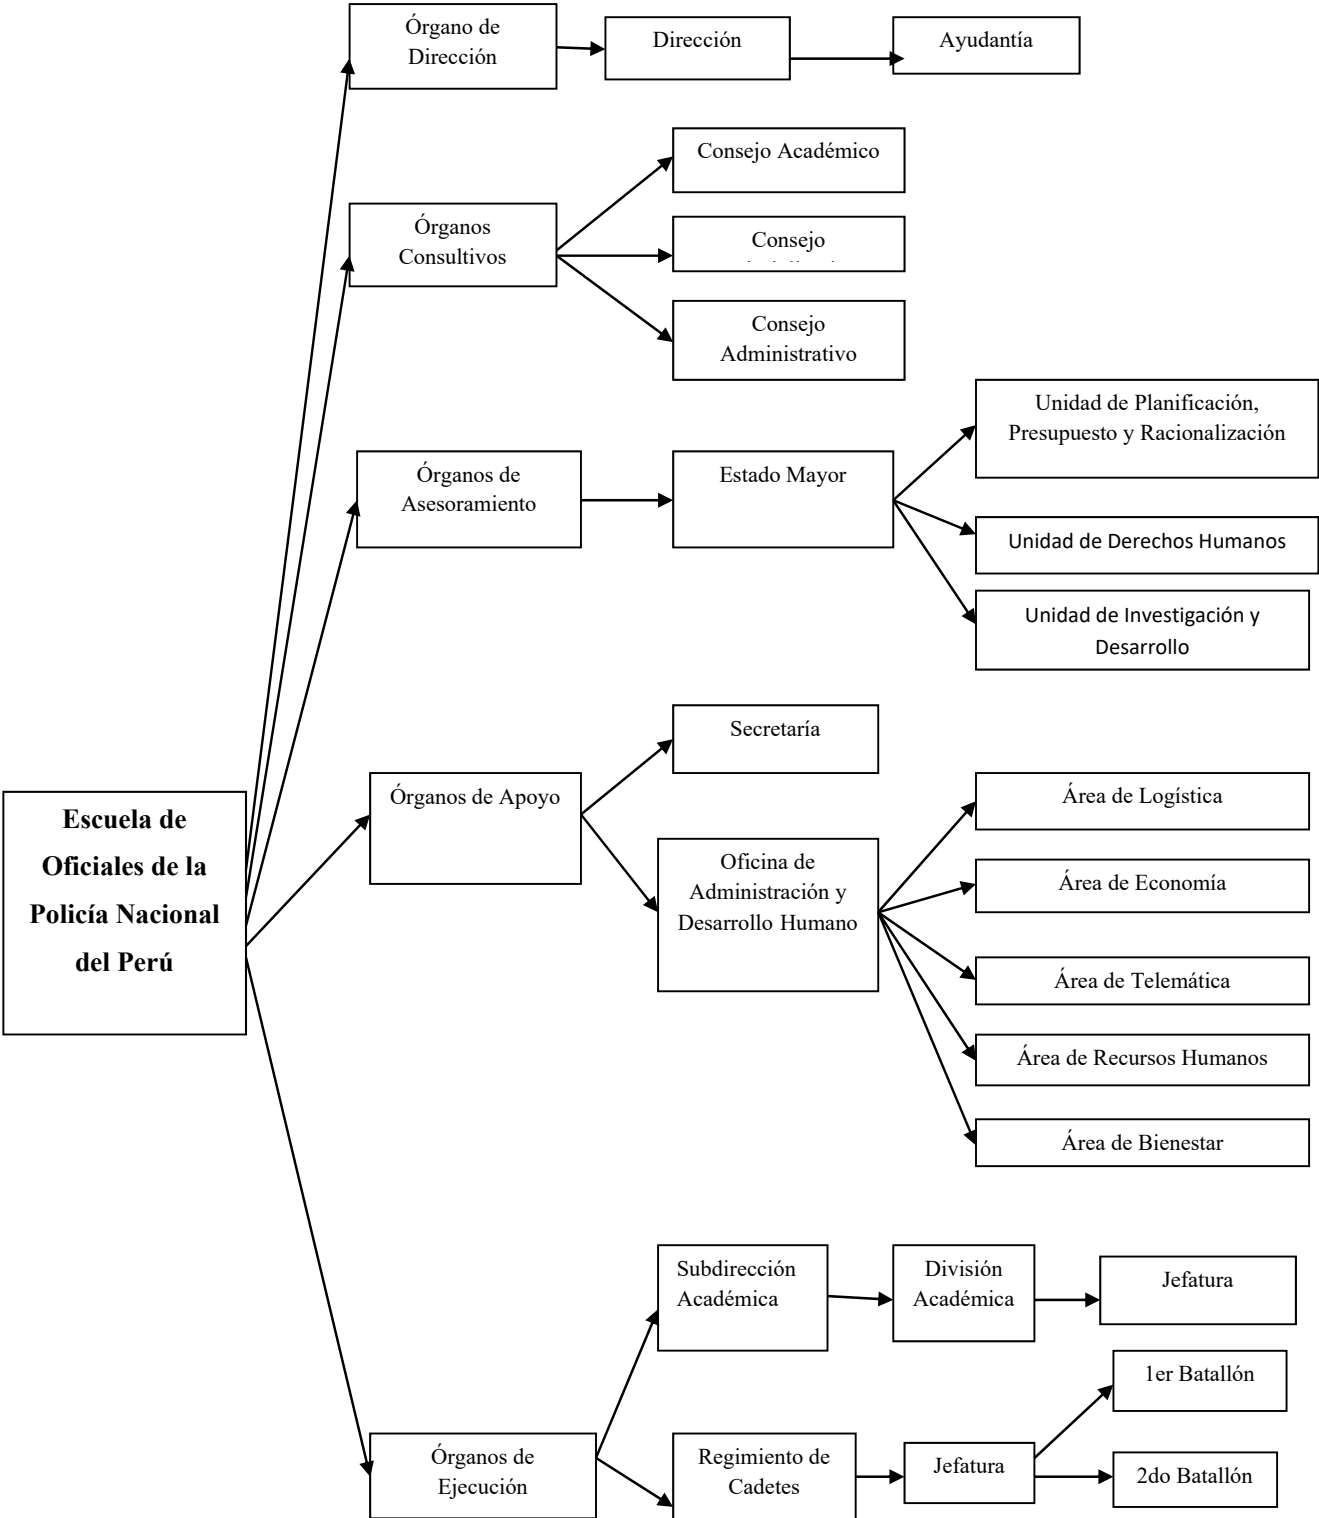 Órgano de
Dirección
Dirección
Ayudantía
Consejo Académico
Órganos
Consultivos
Consejo
Consejo
Administrativo
Unidad de Planificación,
Presupuesto y Racionalización
Órganos de
Asesoramiento
Estado Mayor
Unidad de Derechos Humanos
Unidad de Investigación y
Desarrollo
Secretaría
Órganos de Apoyo
Área de Logística
Escuela de
Oficiales de la
Policía Nacional
del Perú
Oficina de
Administración y
Desarrollo Humano
Área de Economía
Área de Telemática
Área de Recursos Humanos
Área de Bienestar
Subdirección
Académica
División
Académica
Jefatura
1er Batallón
Órganos de
Ejecución
Regimiento de
Cadetes
Jefatura
2do Batallón